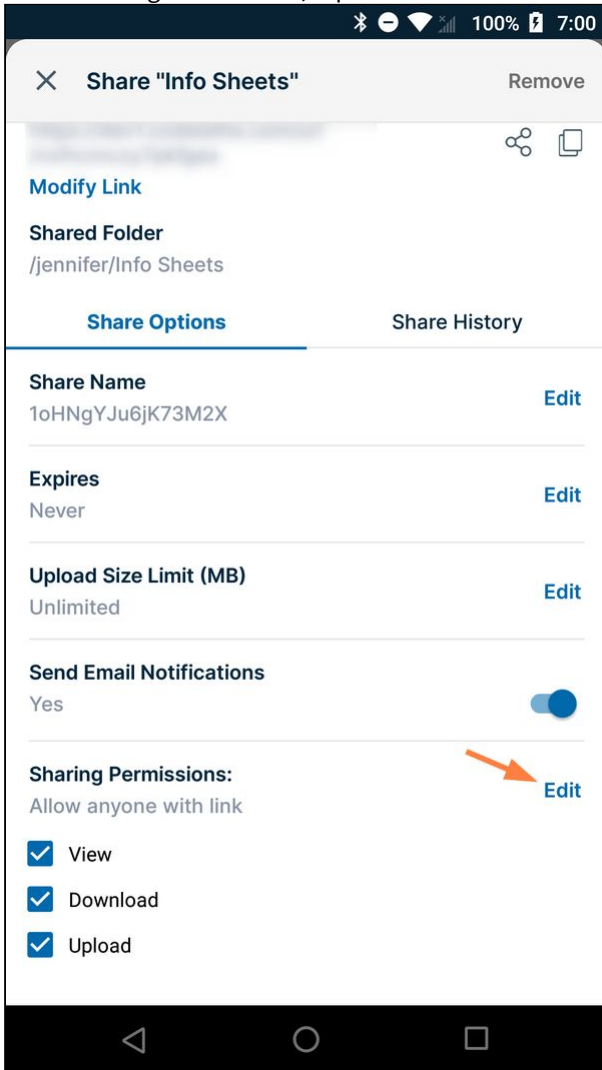 100% 7:00
Share "Info Sheets" Remove
Modify Link
Shared Folder
/jennifer/Info Sheets
Share Options Share History
Share Name
1oHNgYJu6jK73M2X Edit
Expires
Never Edit
Upload Size Limit (MB)
Unlimited Edit
Send Email Notifications
Yes
Sharing Permissions:
Allow anyone with link Edit
View
Download
Upload